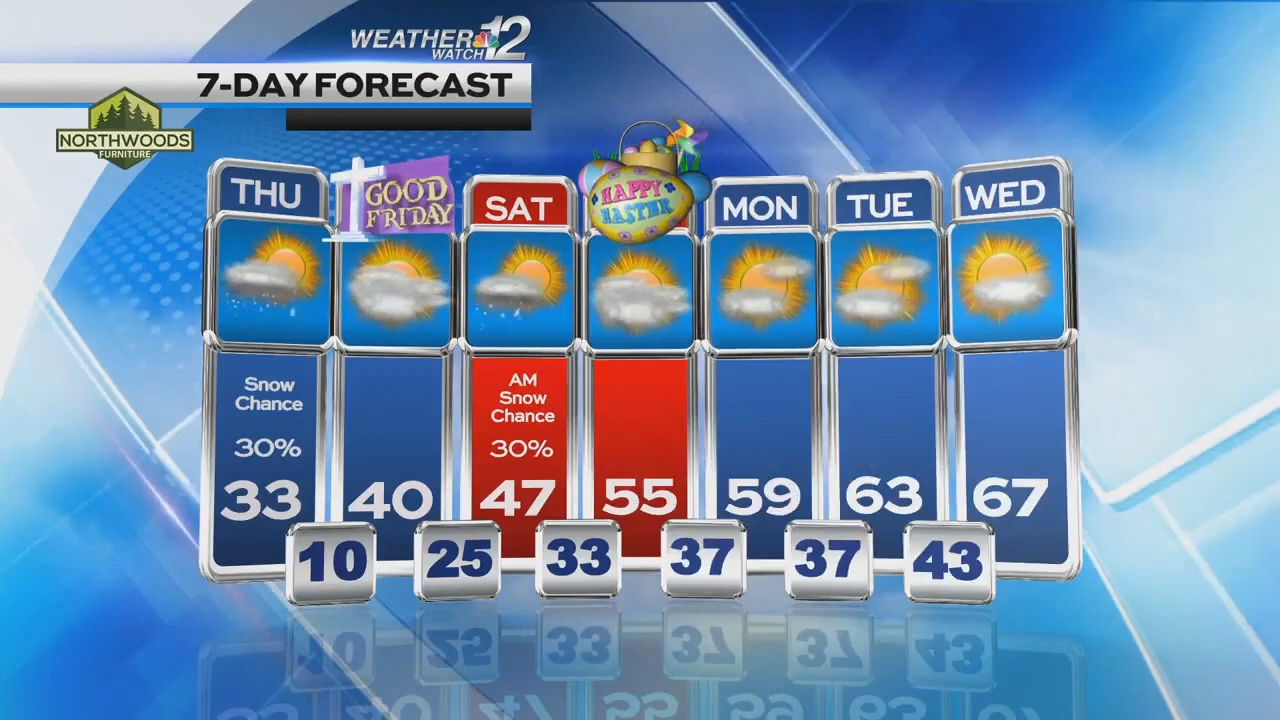 WEATHER 12
WATCH
7-DAY FORECAST
NORTHWOODS
FURNITURE
THU
GOOD
FRIDAY
SAT
HAPPY
EASTER
MON
TUE
WED
Snow
Chance
30%
AM
Snow
Chance
30%
33 40 47 55 59 63 67
10 25 33 37 37 43